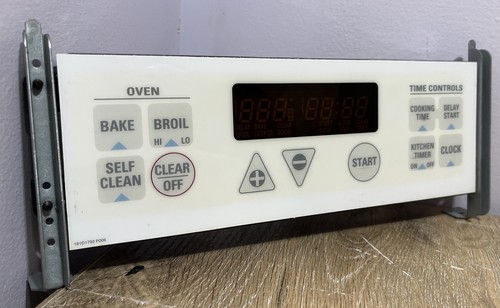 OVEN
BAKE
BROIL
HI LO
SELF
CLEAN
CLEAR
OFF
START
TIME CONTROLS
COOKING
TIME
DELAY
START
KITCHEN
TIMER
ON OFF
CLOCK